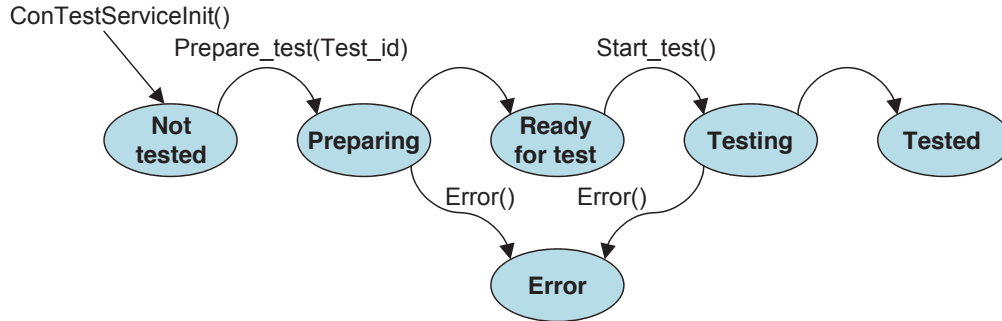 ConTestServiceInit()
Prepare_test(Test_id)
Start_test()
Not
tested
Preparing
Ready
for test
Testing
Tested
Error()
Error()
Error